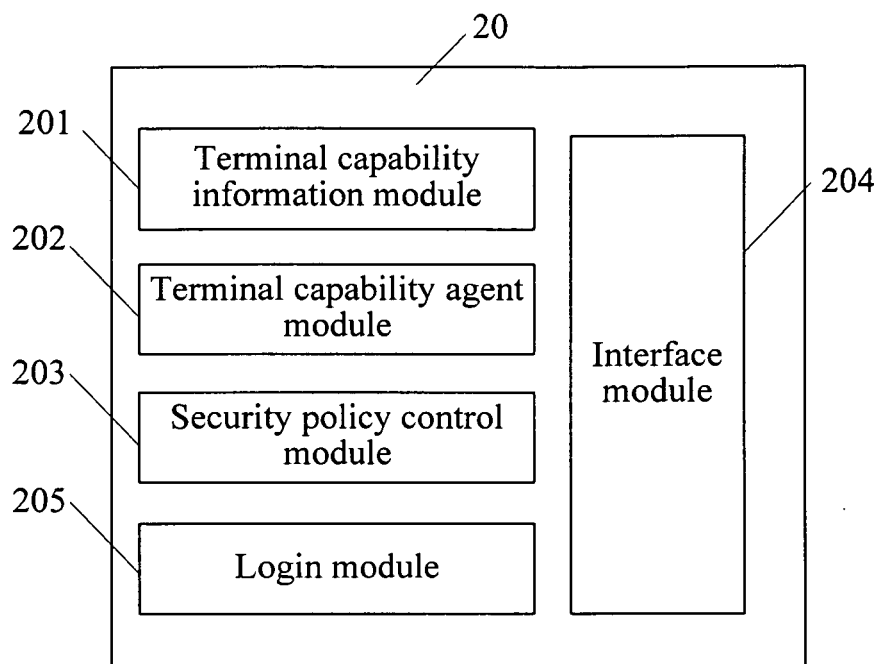 20
201
Terminal capability
information module
204
202
Terminal capability agent
module
203
Security policy control
module
Interface
module
205
Login module